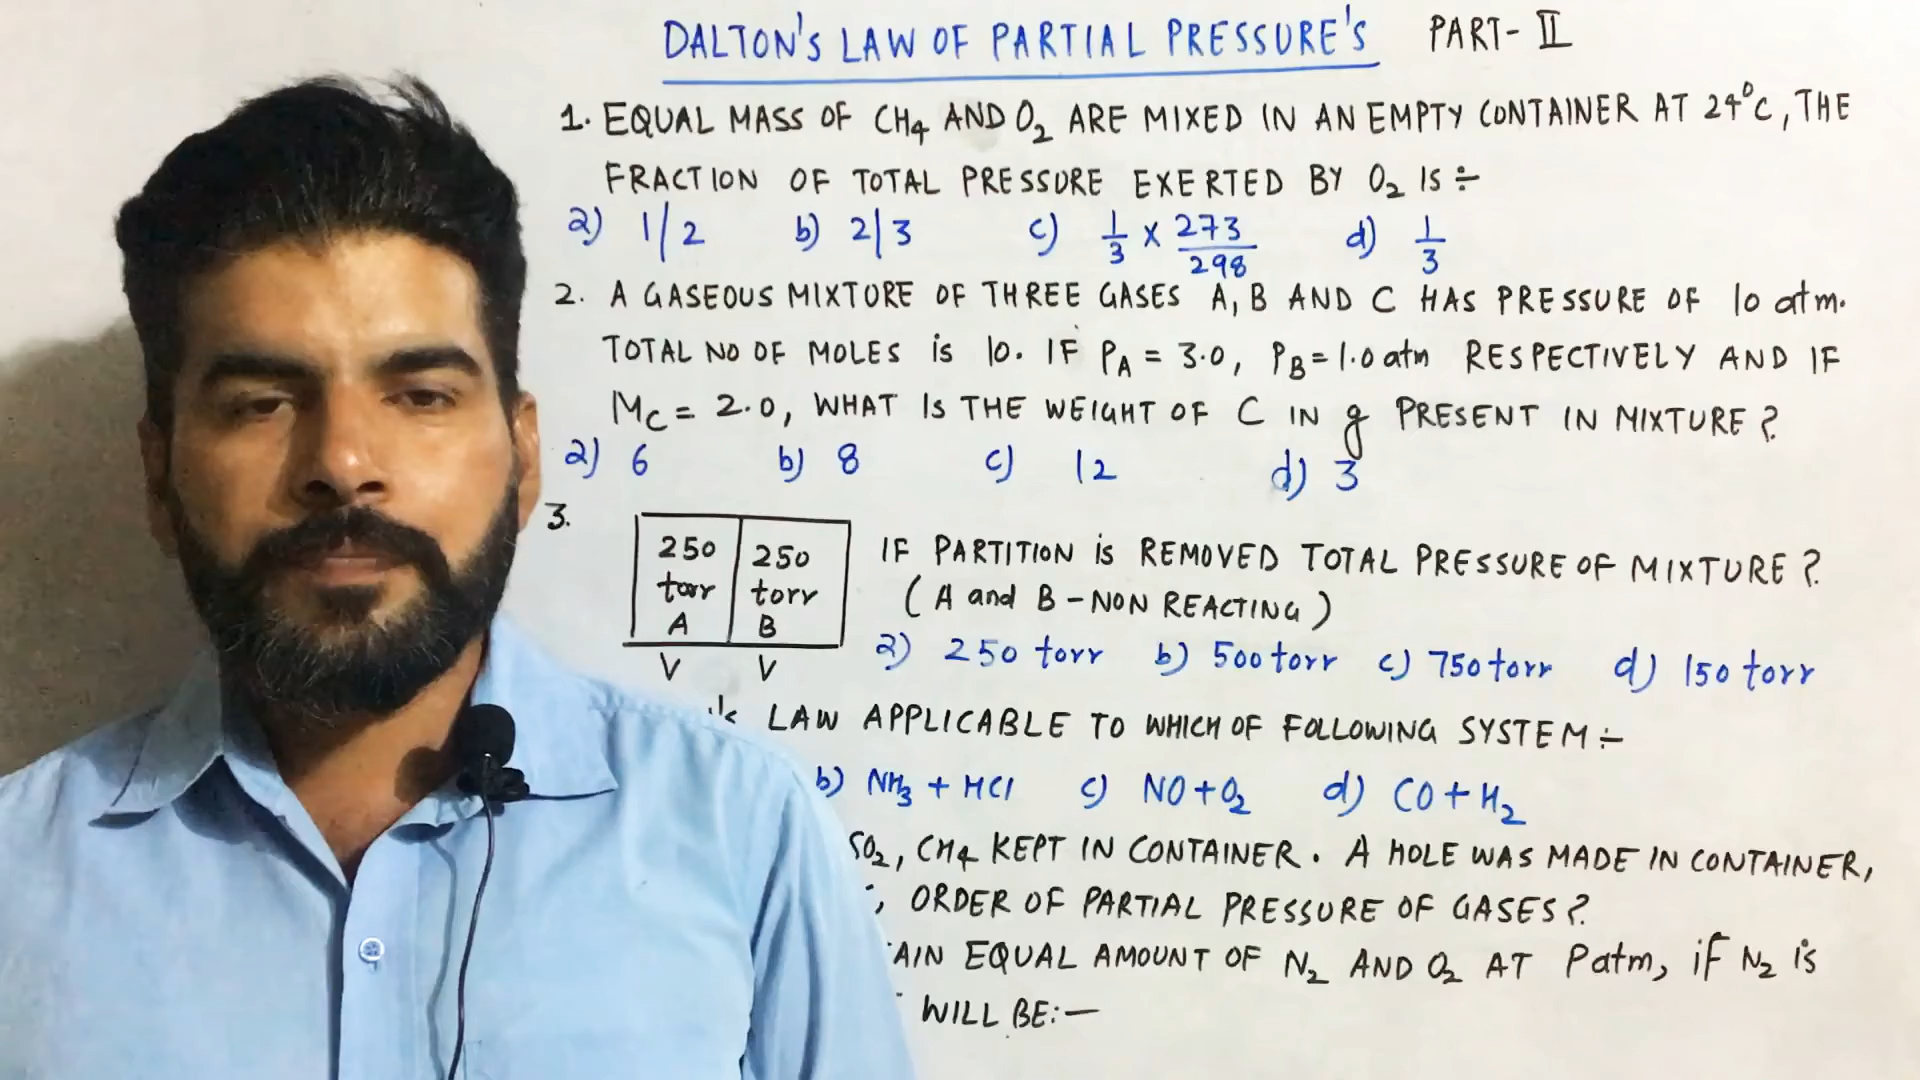 DALTON'S LAW OF PARTIAL PRESSURE'S PART-II
1. EQUAL MASS OF CH4 AND O2 ARE MIXED IN AN EMPTY CONTAINER AT 24°C, THE
FRACTION OF TOTAL PRESSURE EXERTED BY O2 IS ÷
a) 1/2 b) 2/3 c) 1/3 × 273/298 d) 1/3
2. A GASEOUS MIXTURE OF THREE GASES A, B AND C HAS PRESSURE OF 10 atm.
TOTAL NO OF MOLES is 10. IF PA = 3.0, PB = 1.0 atm RESPECTIVELY AND IF
MC = 2.0, WHAT IS THE WEIGHT OF C IN g PRESENT IN MIXTURE?
a) 6 b) 8 c) 12 d) 3
3.
250 torr A
250 torr B
V V
IF PARTITION is REMOVED TOTAL PRESSURE OF MIXTURE?
(A and B - NON REACTING)
a) 250 torr b) 500 torr c) 750 torr d) 150 torr
LAW APPLICABLE TO WHICH OF FOLLOWING SYSTEM ÷
b) NH3 + HCl c) NO + O2 d) CO + H2
SO2, CH4 KEPT IN CONTAINER. A HOLE WAS MADE IN CONTAINER,
, ORDER OF PARTIAL PRESSURE OF GASES?
AIN EQUAL AMOUNT OF N2 AND O2 AT Patm, if N2 is
WILL BE:—